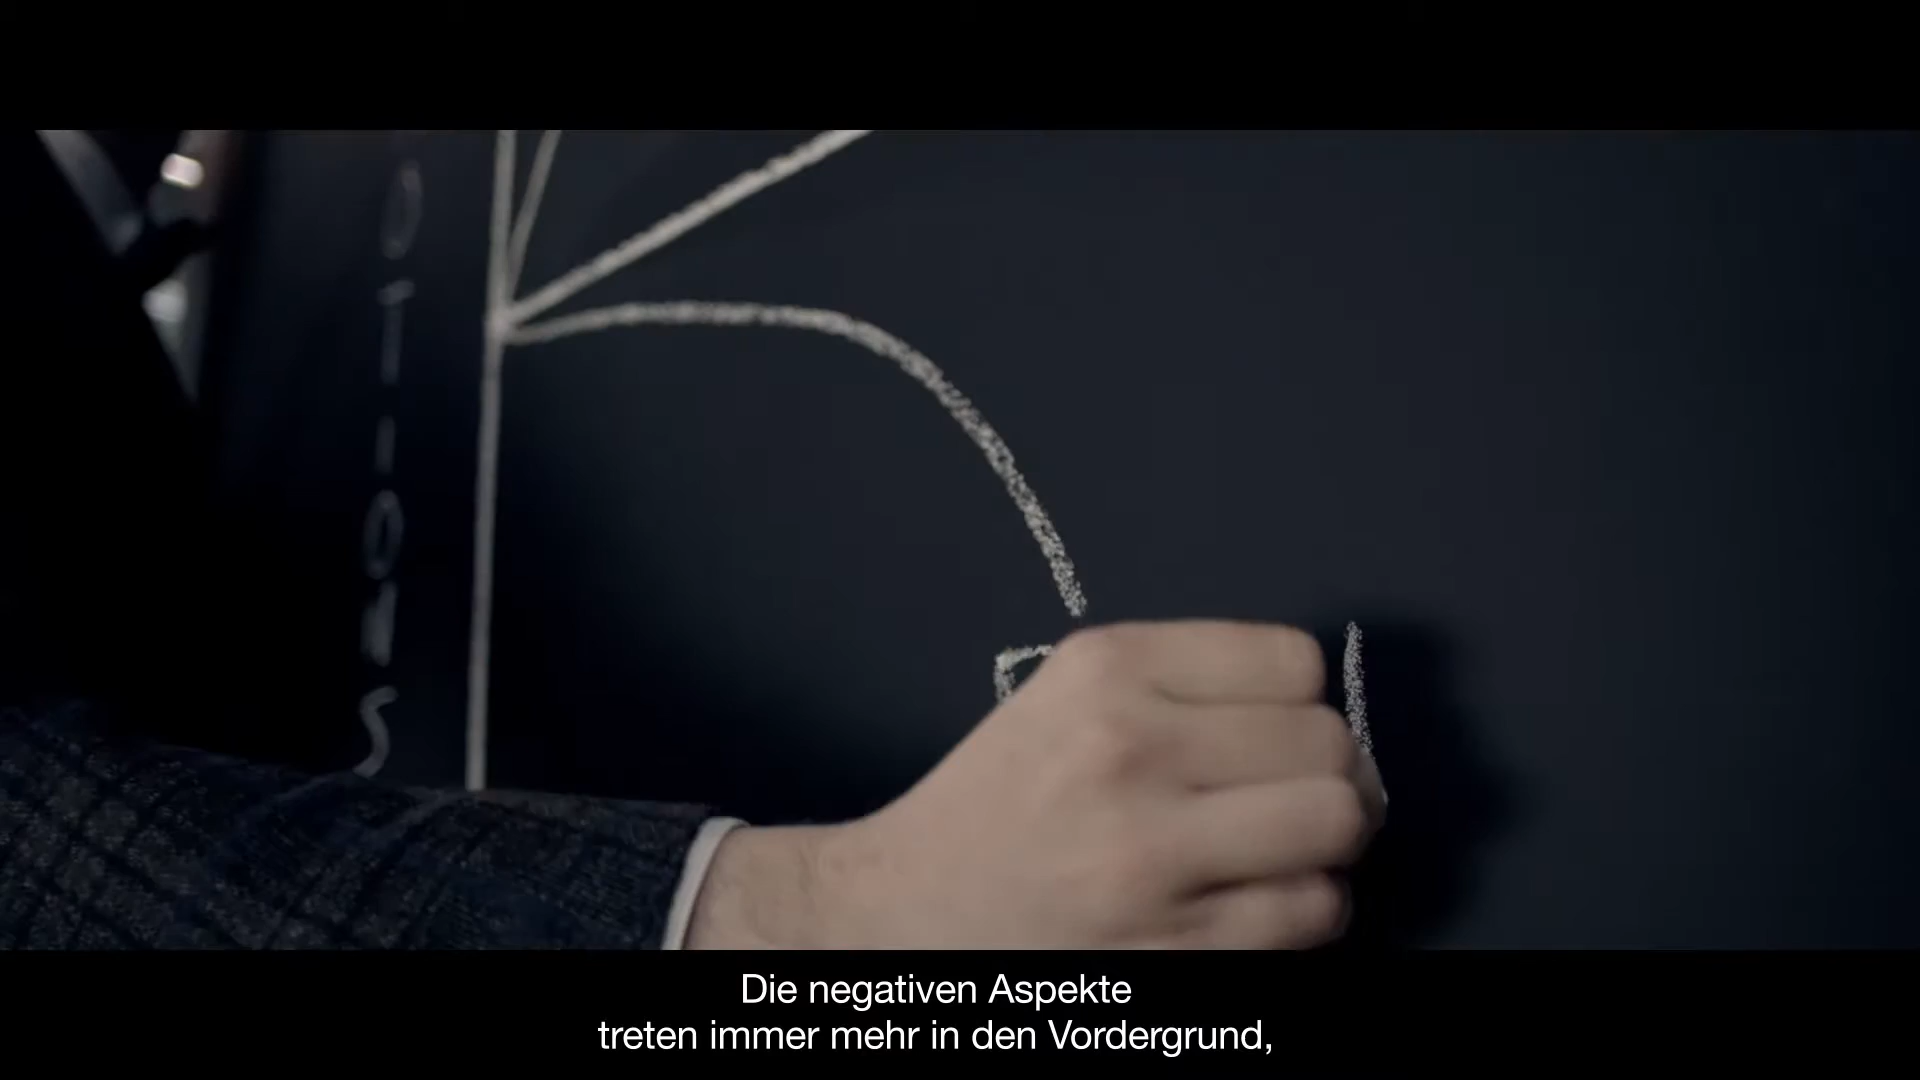 Die negativen Aspekte
treten immer mehr in den Vordergrund,